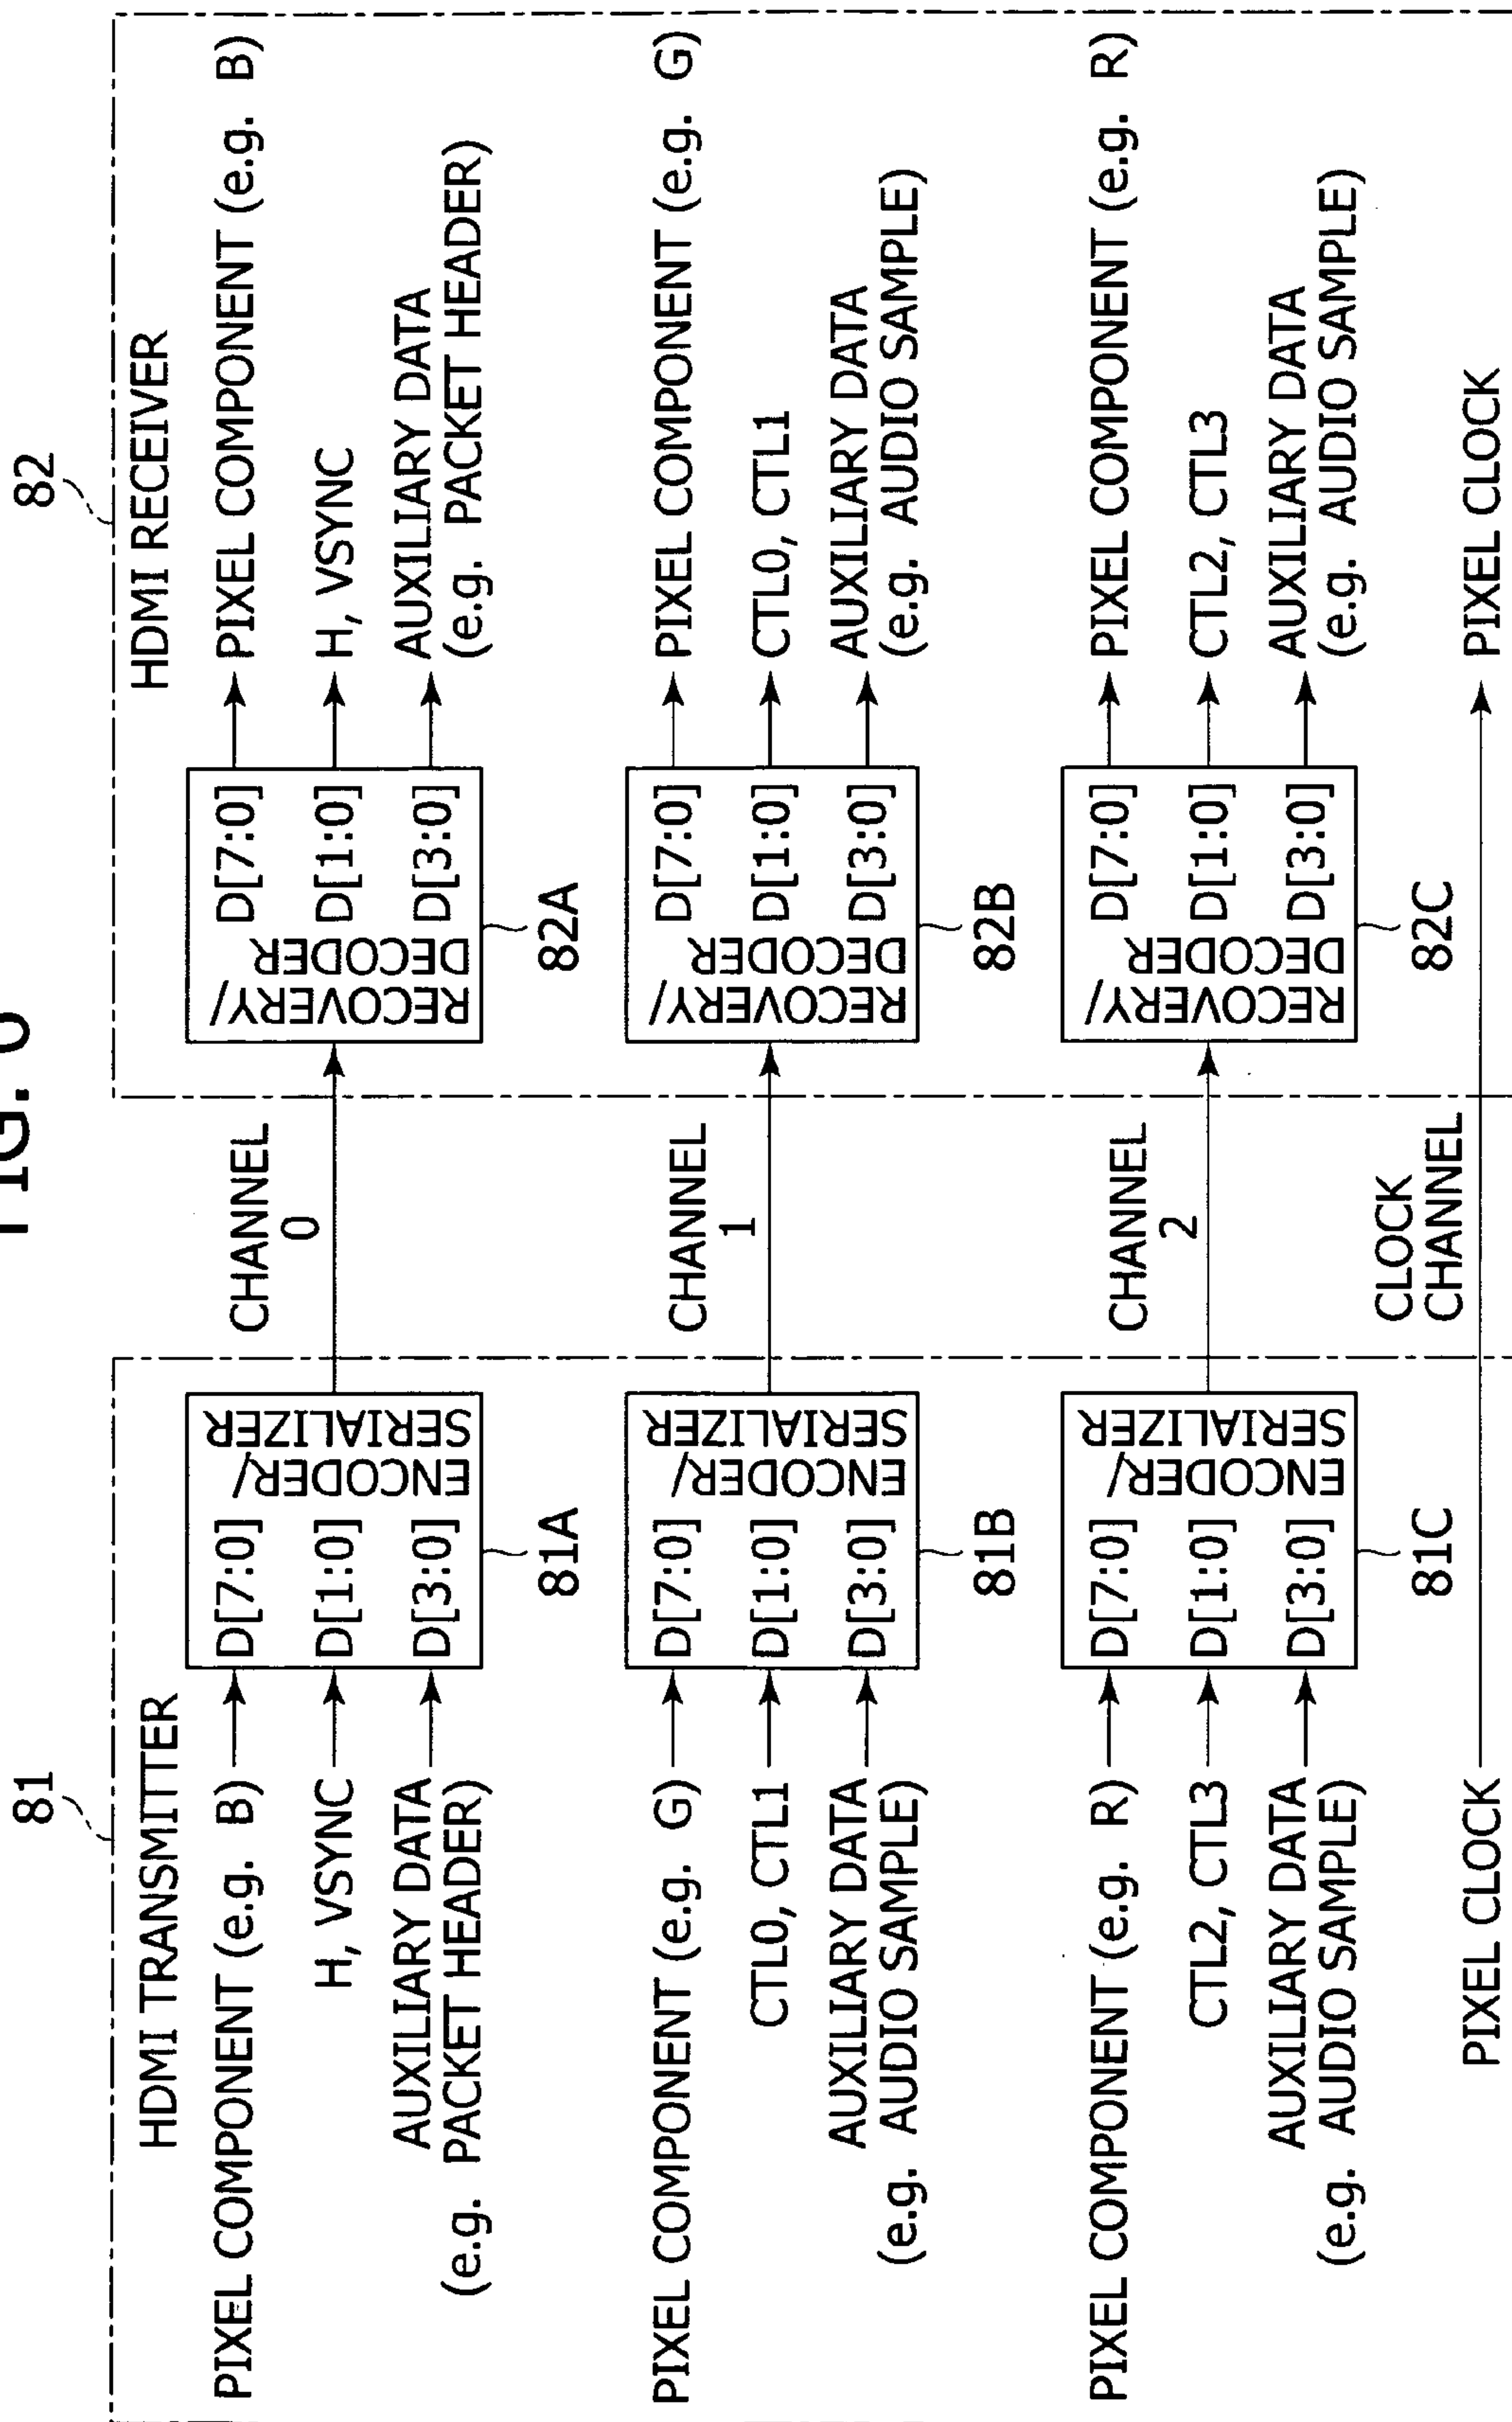 FIG.
81
82
HDMI TRANSMITTER
HDMI RECEIVER
PIXEL COMPONENT (e.g. B)
H, VSYNC
AUXILIARY DATA
(e.g. PACKET HEADER)
D[7:0]
D[1:0]
D[3:0]
ENCODER/
SERIALIZER
81A
CHANNEL
0
RECOVERY/
DECODER
D[7:0]
D[1:0]
D[3:0]
82A
PIXEL COMPONENT (e.g. B)
H, VSYNC
AUXILIARY DATA
(e.g. PACKET HEADER)
PIXEL COMPONENT (e.g. G)
CTL0, CTL1
AUXILIARY DATA
(e.g. AUDIO SAMPLE)
D[7:0]
D[1:0]
D[3:0]
ENCODER/
SERIALIZER
81B
CHANNEL
1
RECOVERY/
DECODER
D[7:0]
D[1:0]
D[3:0]
82B
PIXEL COMPONENT (e.g. G)
CTL0, CTL1
AUXILIARY DATA
(e.g. AUDIO SAMPLE)
PIXEL COMPONENT (e.g. R)
CTL2, CTL3
AUXILIARY DATA
(e.g. AUDIO SAMPLE)
D[7:0]
D[1:0]
D[3:0]
ENCODER/
SERIALIZER
81C
CHANNEL
2
RECOVERY/
DECODER
D[7:0]
D[1:0]
D[3:0]
82C
PIXEL COMPONENT (e.g. R)
CTL2, CTL3
AUXILIARY DATA
(e.g. AUDIO SAMPLE)
PIXEL CLOCK
CLOCK
CHANNEL
PIXEL CLOCK